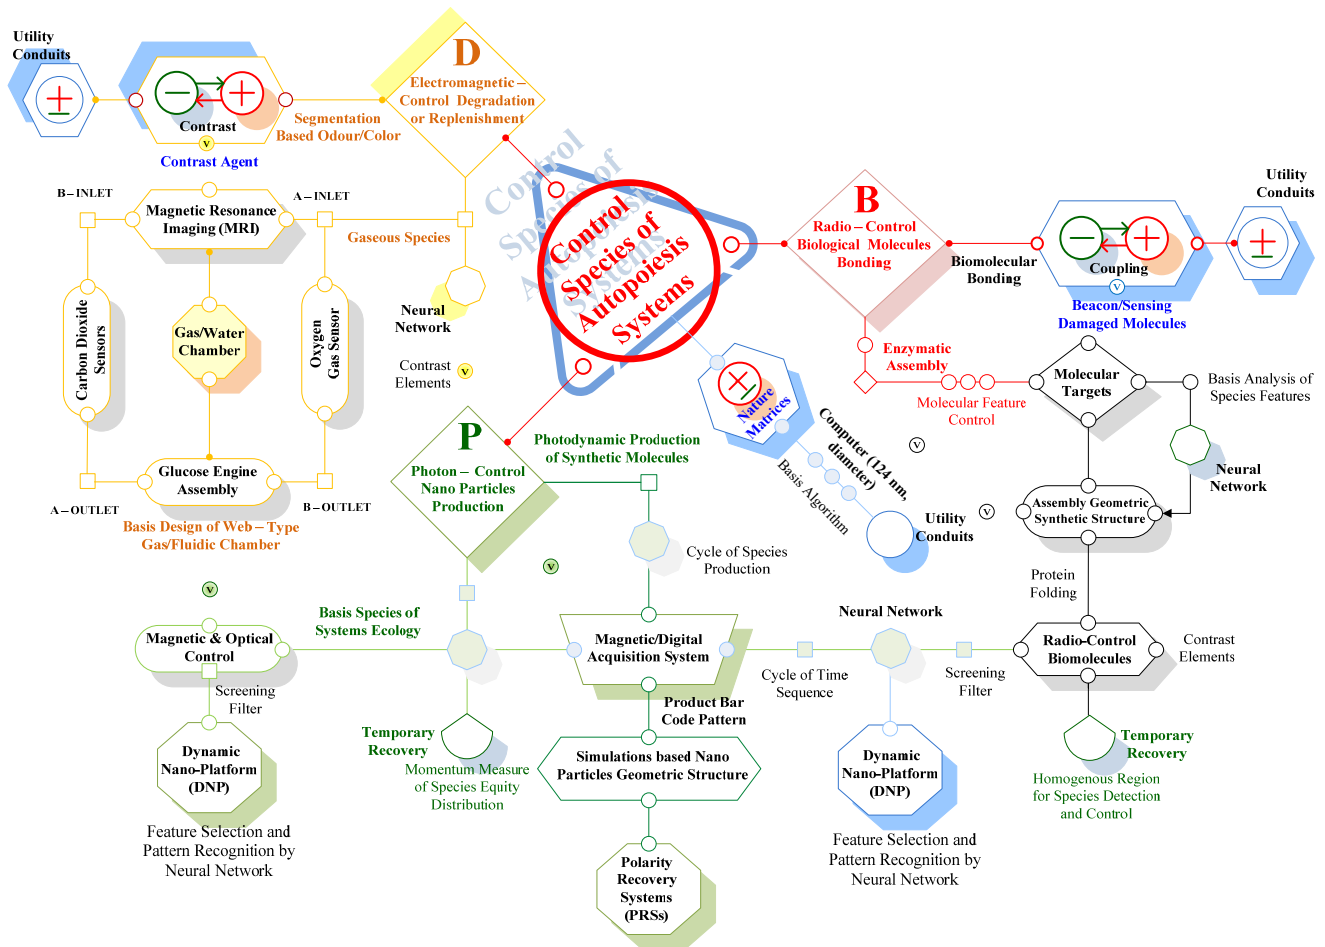 Utility
Conduits
Contrast
v
Contrast Agent
Segmentation
Based Odour/Color
D
Electromagnetic –
Control Degradation
or Replenishment
B – INLET
A – INLET
Magnetic Resonance
Imaging (MRI)
Gaseous Species
Carbon Dioxide
Sensors
Gas/Water
Chamber
Oxygen
Gas Sensor
Neural
Network
Contrast
Elements
v
Glucose Engine
Assembly
A – OUTLET
B – OUTLET
Basis Design of Web – Type
Gas/Fluidic Chamber
Control
Species of
Autopoiesis
Systems
Control
Species of
Autopoiesis
Systems
B
Radio – Control
Biological Molecules
Bonding
Biomolecular
Bonding
Coupling
v
Beacon/Sensing
Damaged Molecules
Utility
Conduits
Enzymatic
Assembly
Molecular Feature
Control
Molecular
Targets
Basis Analysis of
Species Features
Neural
Network
v
v
Assembly Geometric
Synthetic Structure
Protein
Folding
Radio-Control
Biomolecules
Contrast
Elements
Temporary
Recovery
Homogenous Region
for Species Detection
and Control
Nature
Matrices
Computer (124 nm,
diameter)
Basis Algorithm
Utility
Conduits
P
Photon – Control
Nano Particles
Production
Photodynamic Production
of Synthetic Molecules
Cycle of Species
Production
v
v
Basis Species of
Systems Ecology
Magnetic & Optical
Control
Screening
Filter
Dynamic
Nano-Platform
(DNP)
Feature Selection and
Pattern Recognition by
Neural Network
Temporary
Recovery
Momentum Measure
of Species Equity
Distribution
Magnetic/Digital
Acquisition System
Product Bar
Code Pattern
Simulations based Nano
Particles Geometric Structure
Polarity
Recovery
Systems
(PRSs)
Cycle of Time
Sequence
Neural Network
Screening
Filter
Dynamic
Nano-Platform
(DNP)
Feature Selection and
Pattern Recognition by
Neural Network